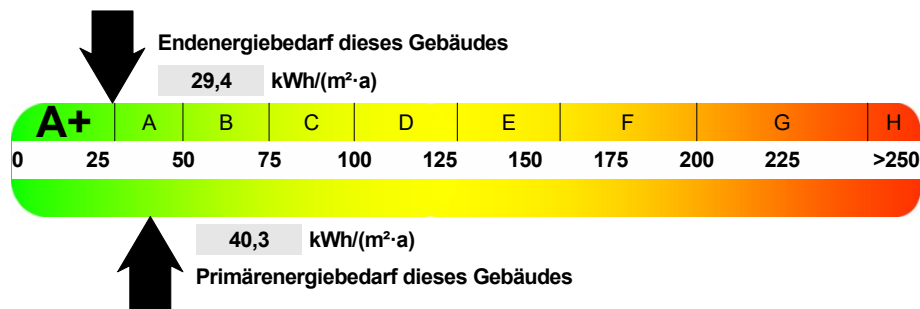 Endenergiebedarf dieses Gebäudes
29,4 kWh/(m²·a)
A+ A B C D E F G H
0 25 50 75 100 125 150 175 200 225 >250
40,3 kWh/(m²·a)
Primärenergiebedarf dieses Gebäudes